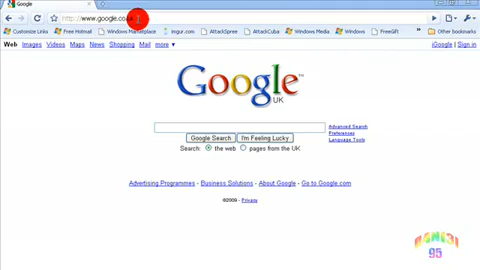 Google
http://www.google.co.uk
Customize Links Free Hotmail Windows Marketplace imgur.com AttackSpree AttackCuba Windows Media Windows FreeGift Other bookmarks
Web Images Videos Maps News Shopping Mail more iGoogle | Sign in
Google
UK
Advanced Search
Preferences
Language Tools
Google Search I'm Feeling Lucky
Search: the web pages from the UK
Advertising Programmes - Business Solutions - About Google - Go to Google.com
©2009 - Privacy
95